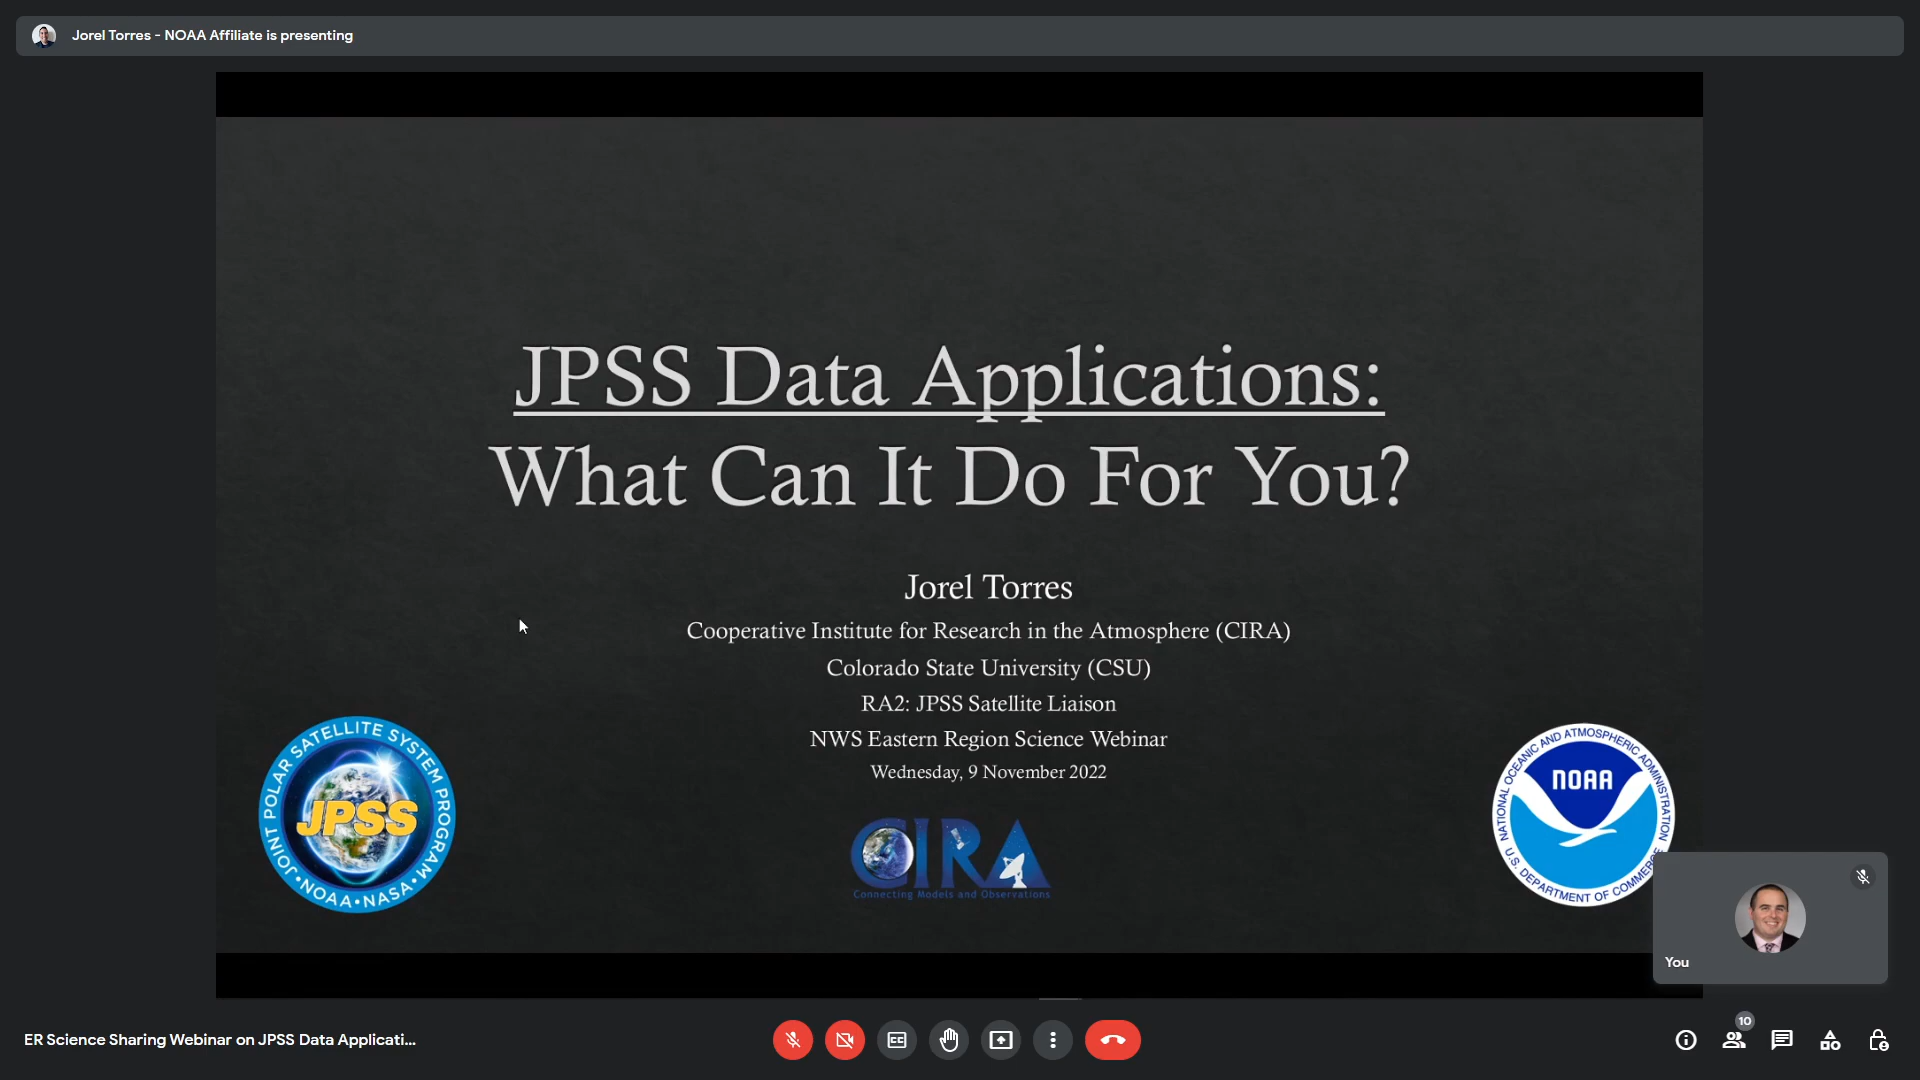 Jorel Torres - NOAA Affiliate is presenting
JPSS Data Applications:
What Can It Do For You?
Jorel Torres
Cooperative Institute for Research in the Atmosphere (CIRA)
Colorado State University (CSU)
RA2: JPSS Satellite Liaison
NWS Eastern Region Science Webinar
Wednesday, 9 November 2022
JOINT POLAR SATELLITE SYSTEM PROGRAM
JPSS
•NOAA•NASA•
CIRA
Connecting Models and Observations
NATIONAL OCEANIC AND ATMOSPHERIC ADMINISTRATION
NOAA
U.S. DEPARTMENT OF COMMERCE
You
ER Science Sharing Webinar on JPSS Data Applicati...
CC
10